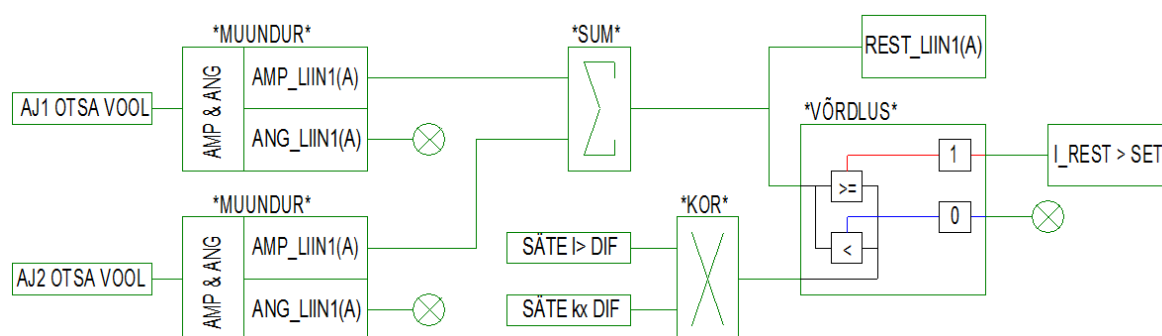 *MUUNDUR*
AJ1 OTSA VOOL
AMP & ANG
AMP_LIIN1(A)
ANG_LIIN1(A)
*MUUNDUR*
AJ2 OTSA VOOL
AMP & ANG
AMP_LIIN1(A)
ANG_LIIN1(A)
*SUM*
REST_LIIN1(A)
SÄTE I> DIF
SÄTE kx DIF
*KOR*
*VÕRDLUS*
>=
<
1
0
I_REST > SET